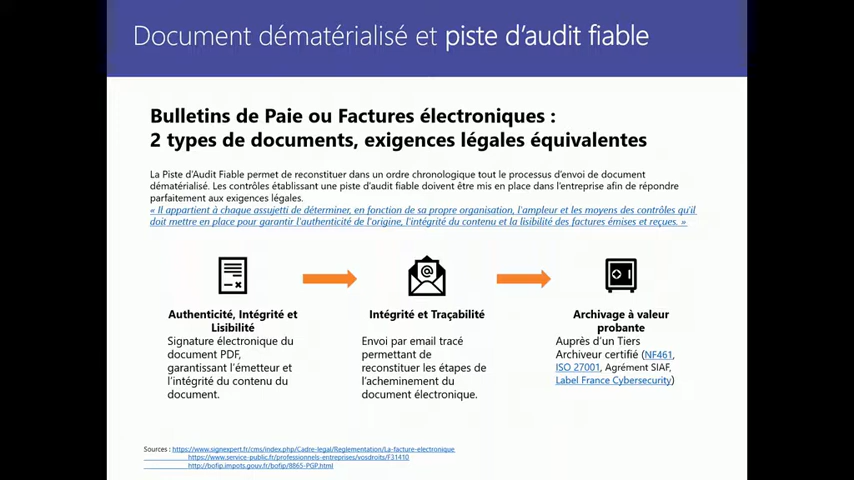 Document dématérialisé et piste d'audit fiable
Bulletins de Paie ou Factures électroniques :
2 types de documents, exigences légales équivalentes
La Piste d'Audit Fiable permet de reconstituer dans un ordre chronologique tout le processus d'envoi de document
dématérialisé. Les contrôles établissant une piste d'audit fiable doivent être mis en place dans l'entreprise afin de répondre
parfaitement aux exigences légales.
« Il appartient à chaque assujetti de déterminer, en fonction de sa propre organisation, l'ampleur et les moyens des contrôles qu'il
doit mettre en place pour garantir l'authenticité de l'origine, l'intégrité du contenu et la lisibilité des factures émises et reçues. »
Authenticité, Intégrité et
Lisibilité
Signature électronique du
document PDF,
garantissant l'émetteur et
l'intégrité du contenu du
document.
Intégrité et Traçabilité
Envoi par email tracé
permettant de
reconstituer les étapes de
l'acheminement du
document électronique.
Archivage à valeur
probante
Auprès d'un Tiers
Archiveur certifié (NF461,
ISO 27001, Agrément SIAF,
Label France Cybersecurity)
Sources : https://www.signexpert.fr/cms/index.php/Cadre-legal/Reglementation/La-facture-electronique
https://www.service-public.fr/professionnels-entreprises/vosdroits/F31410
http://bofip.impots.gouv.fr/bofip/8865-PGP.html